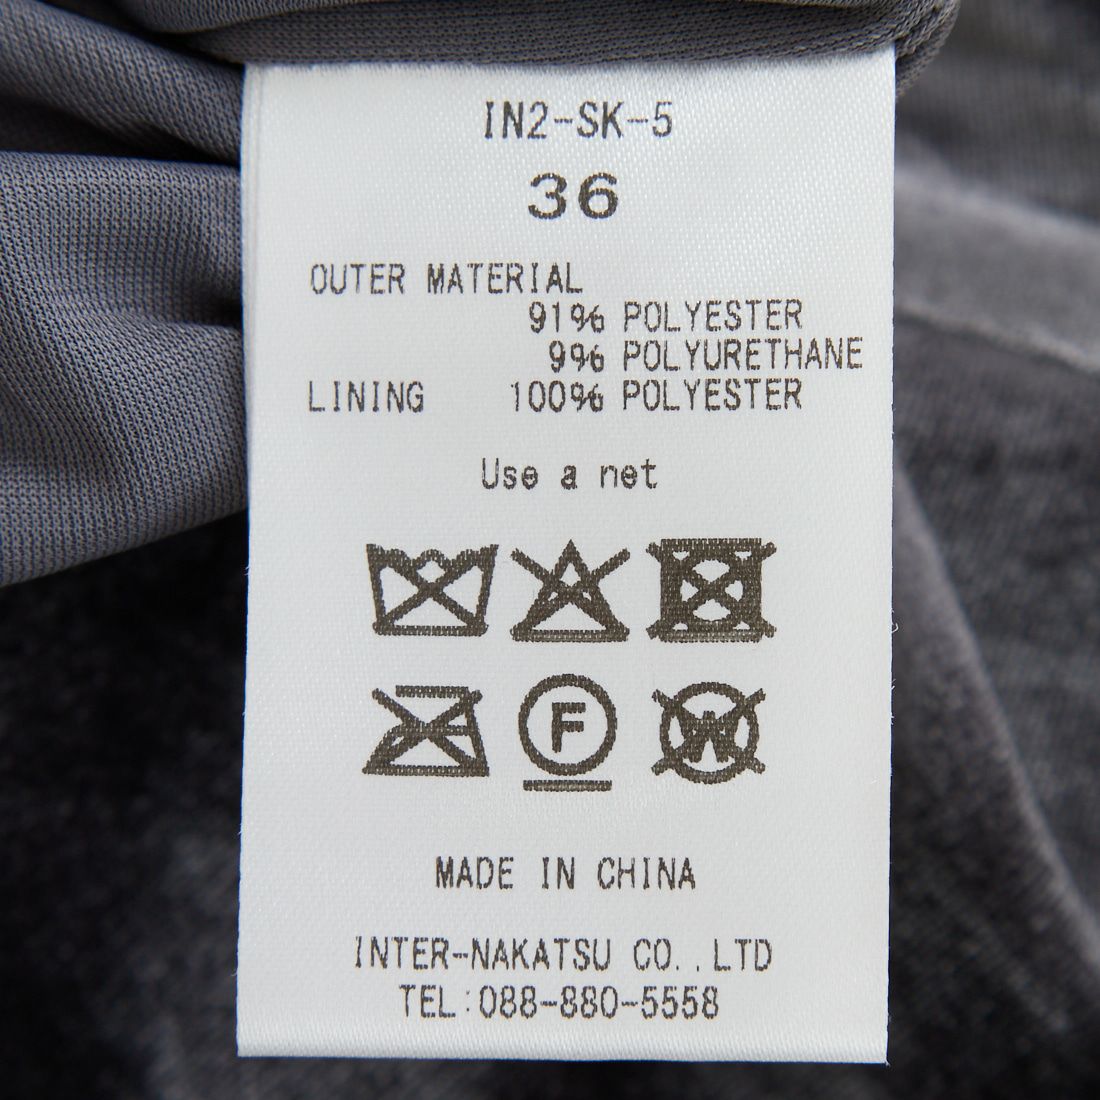 IN2-SK-5
36
OUTER MATERIAL
91% POLYESTER
9% POLYURETHANE
LINING 100% POLYESTER
Use a net
F
W
MADE IN CHINA
INTER-NAKATSU CO.,LTD
TEL:088-880-5558